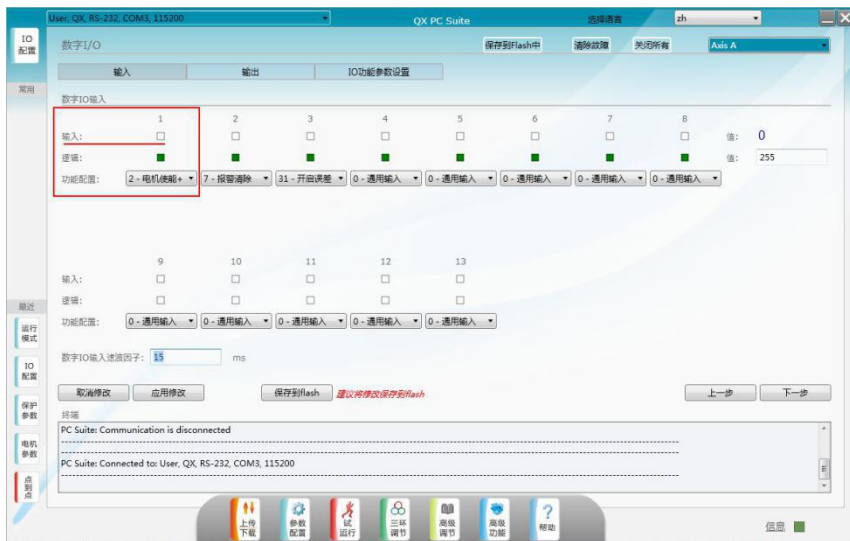 User, QX, RS-232, COM3, 115200 QX PC Suite 选择语言 zh
IO配置 数字I/O 保存到Flash中 清除故障 关闭所有 Axis A
输入 输出 IO功能参数设置
常用
数字IO输入
1 2 3 4 5 6 7 8
输入: 值: 0
逻辑: 值: 255
功能配置: 2 - 电机使能+ 7 - 报警清除 31 - 开启误差 0 - 通用输入 0 - 通用输入 0 - 通用输入 0 - 通用输入 0 - 通用输入
9 10 11 12 13
输入:
逻辑:
功能配置: 0 - 通用输入 0 - 通用输入 0 - 通用输入 0 - 通用输入 0 - 通用输入
最近
运行模式
IO配置
保护参数
电机参数
点到点
数字IO输入滤波因子: 15 ms
取消修改 应用修改 保存到flash 建议将修改保存到flash 上一步 下一步
终端
PC Suite: Communication is disconnected
PC Suite: Connected to: User, QX, RS-232, COM3, 115200
上传下载 参数配置 试运行 三环调节 高级调节 高级功能 帮助
信息